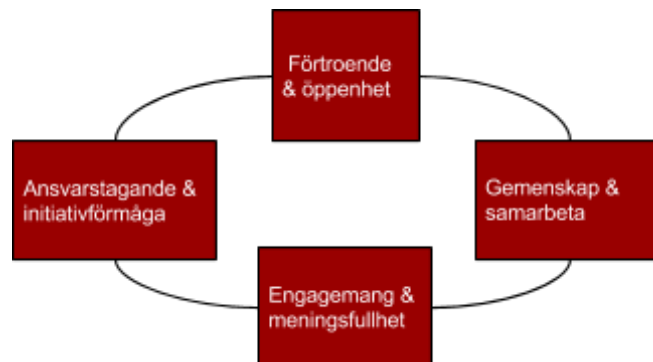 Förtroende
& öppenhet
Ansvarstagande &
initiativförmåga
Gemenskap &
samarbeta
Engagemang &
meningsfullhet